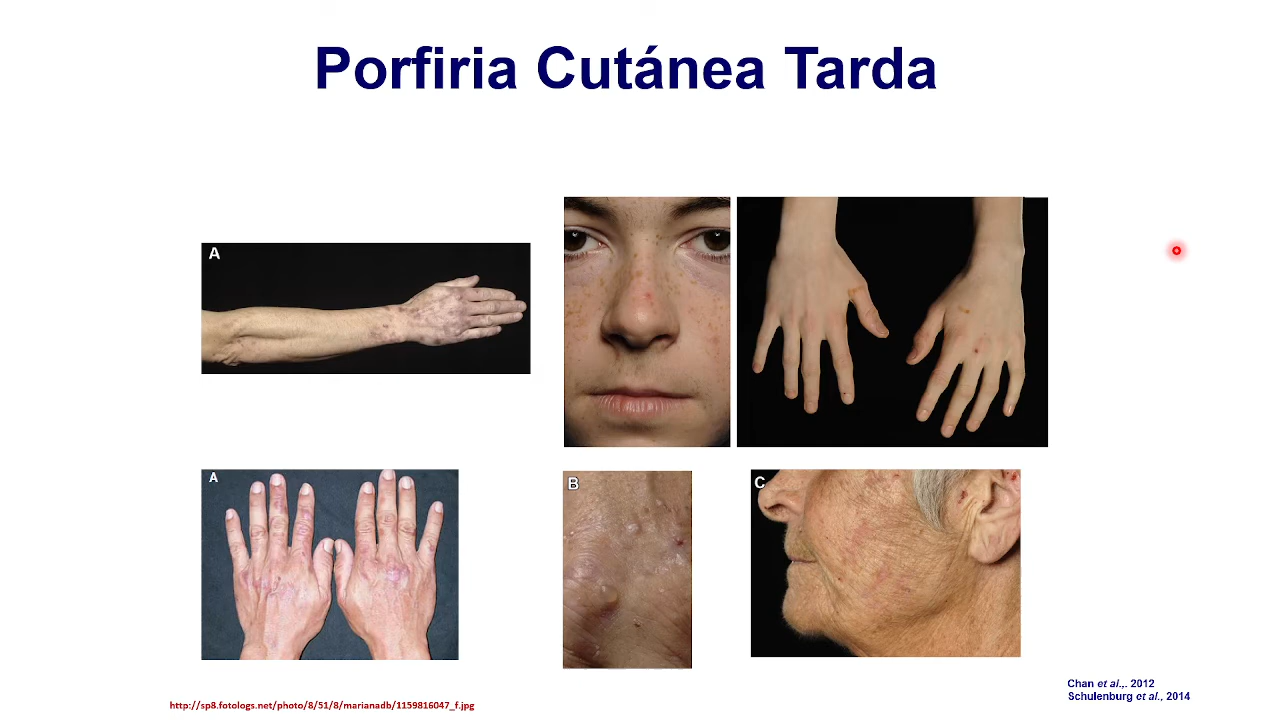 Porfiria Cutánea Tarda
A
A
B
C
Chan et al.,. 2012
Schulenburg et al., 2014
http://sp8.fotologs.net/photo/8/51/8/marianadb/1159816047_f.jpg